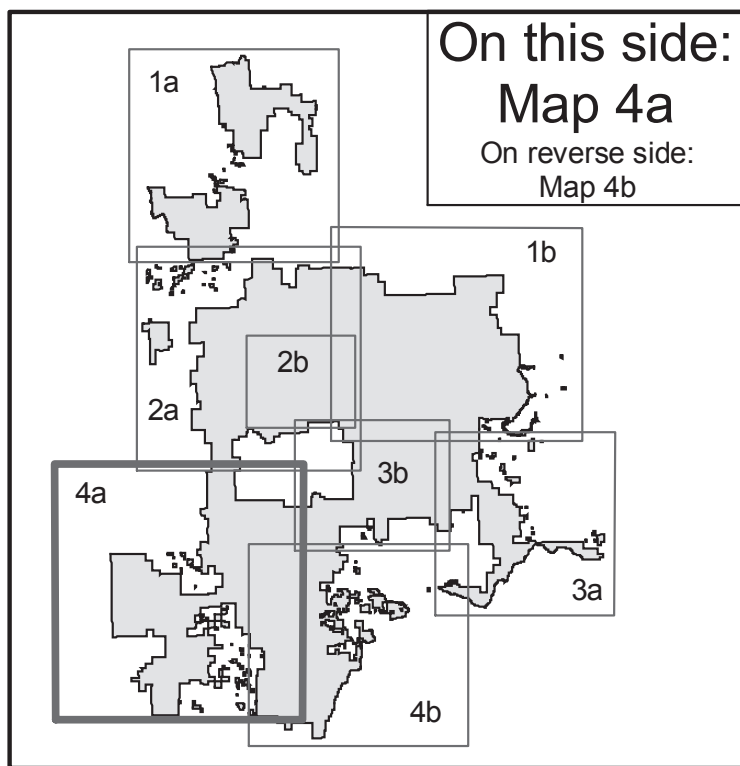 On this side:
Map 4a
On reverse side:
Map 4b
1a
1b
2b
2a
3b
4a
3a
4b